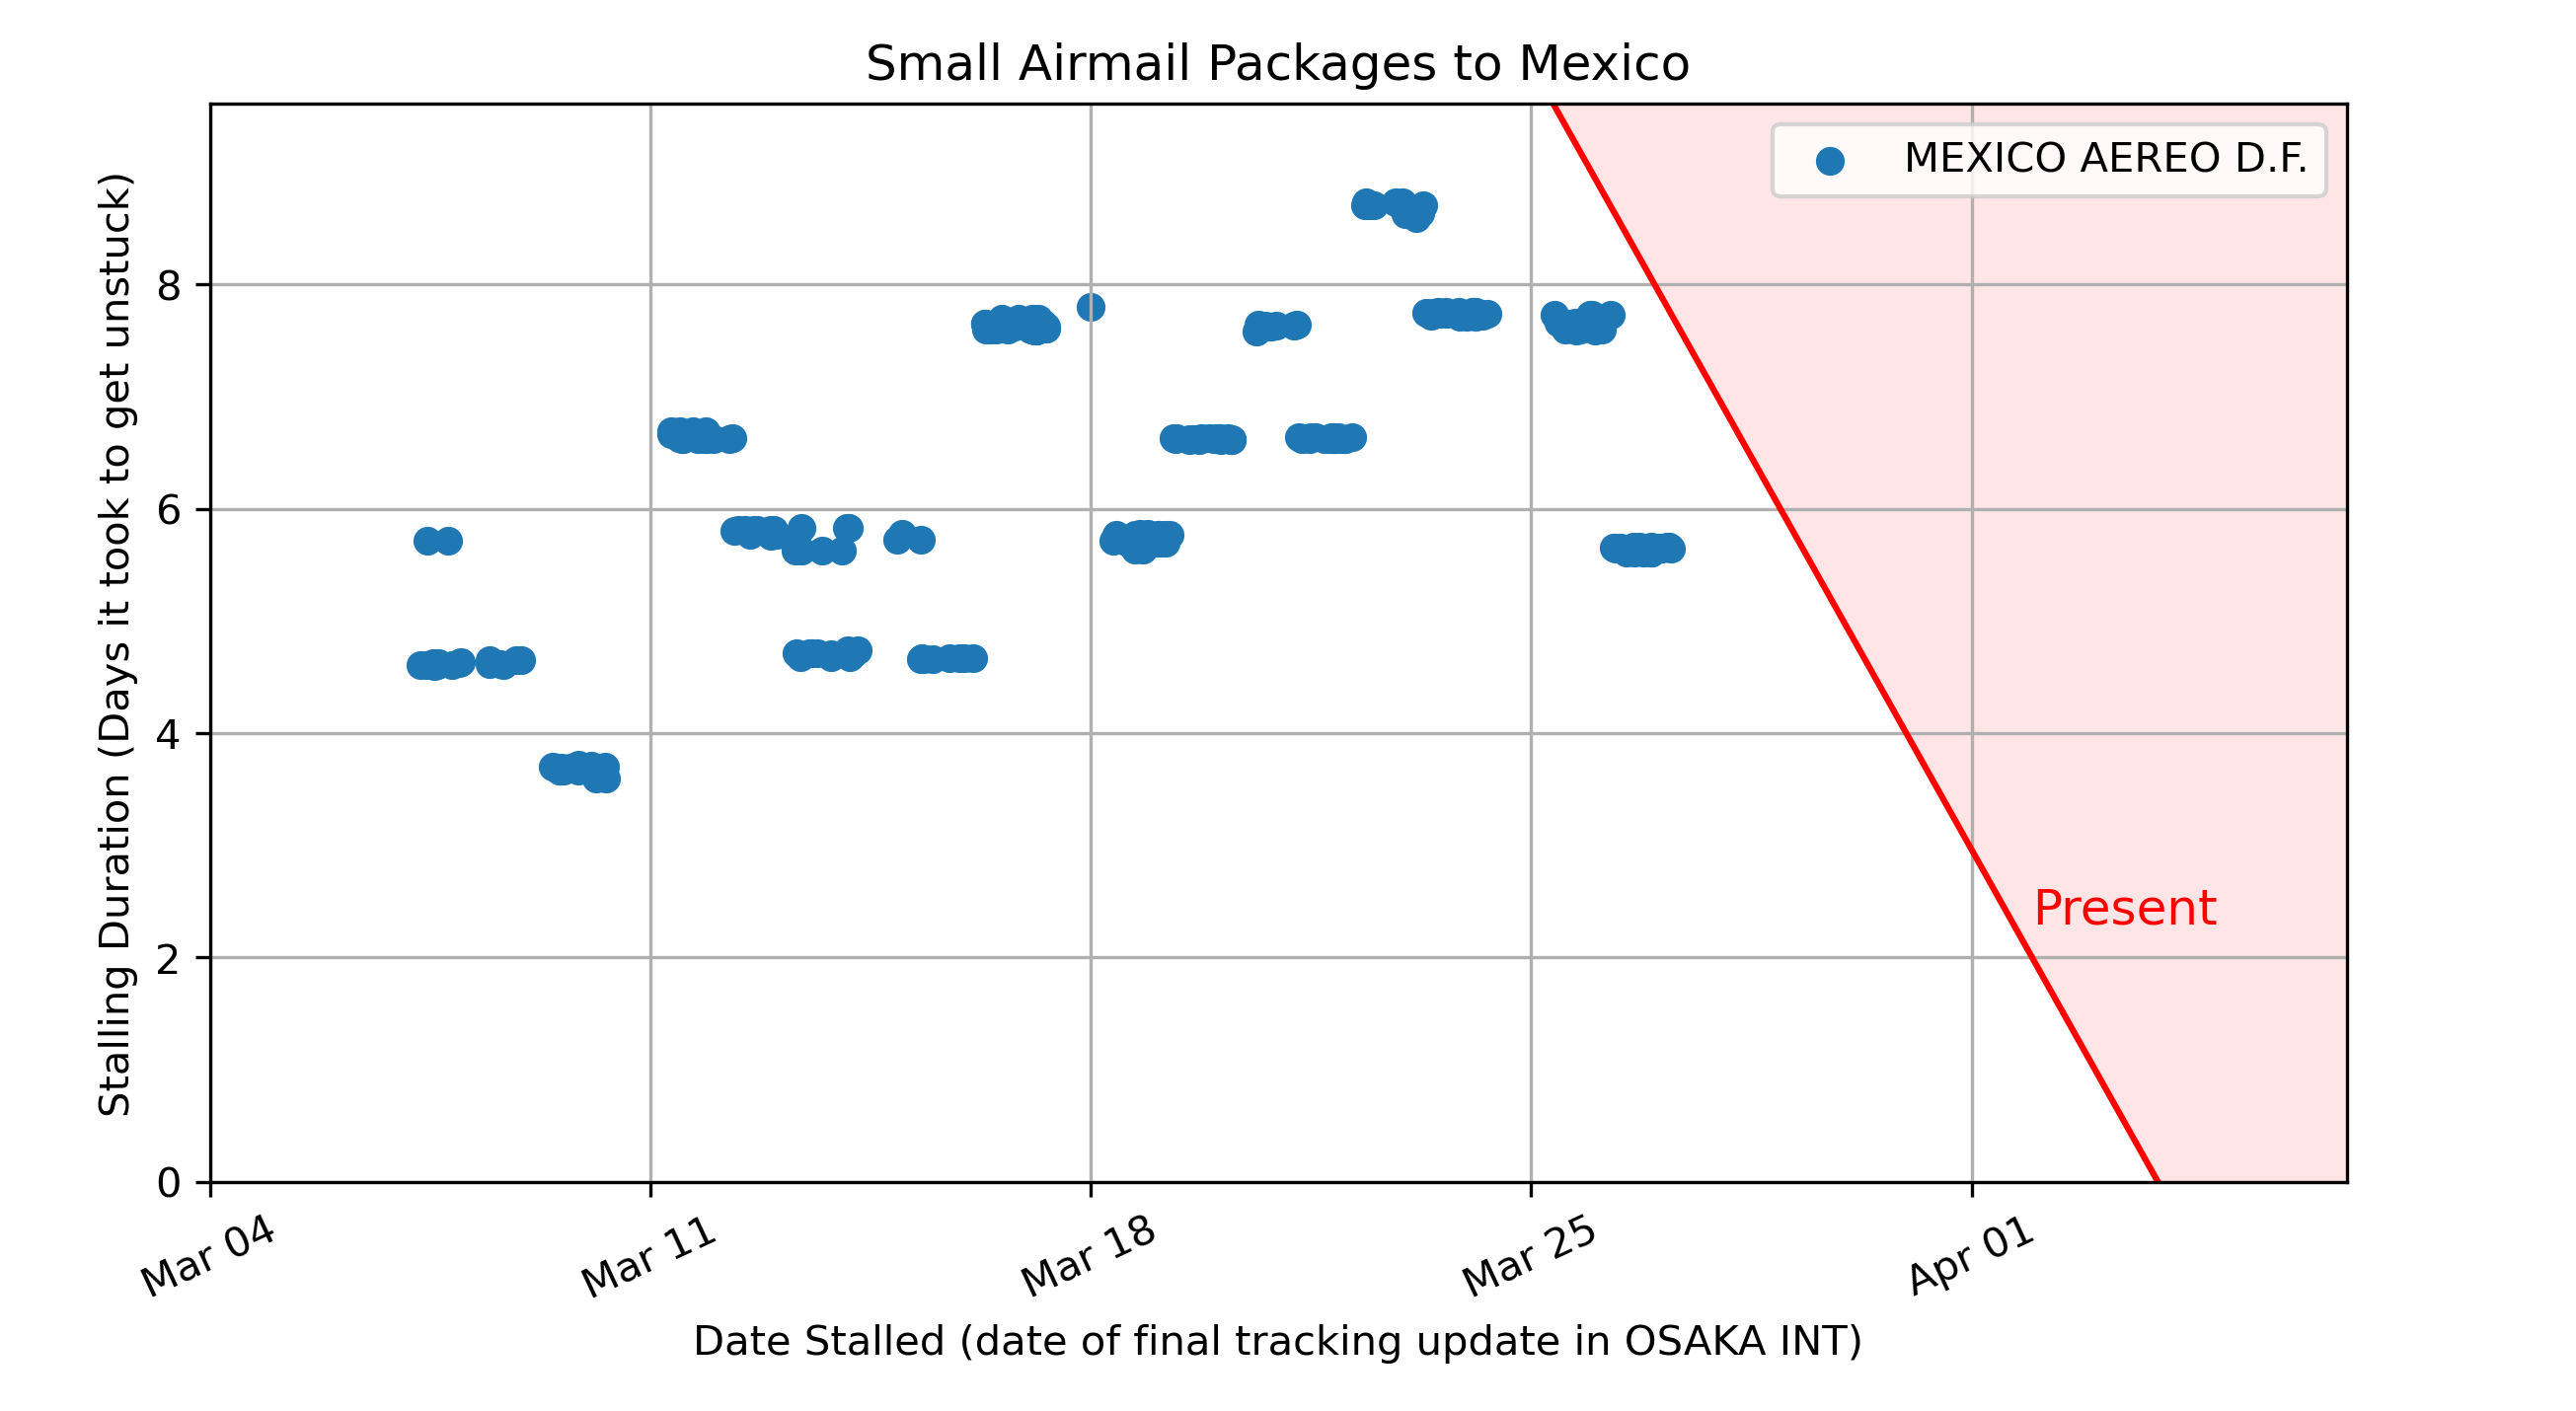 Small Airmail Packages to Mexico
MEXICO AEREO D.F.
Stalling Duration (Days it took to get unstuck)
8
6
4
2
0
Present
Mar 04
Mar 11
Mar 18
Mar 25
Apr 01
Date Stalled (date of final tracking update in OSAKA INT)